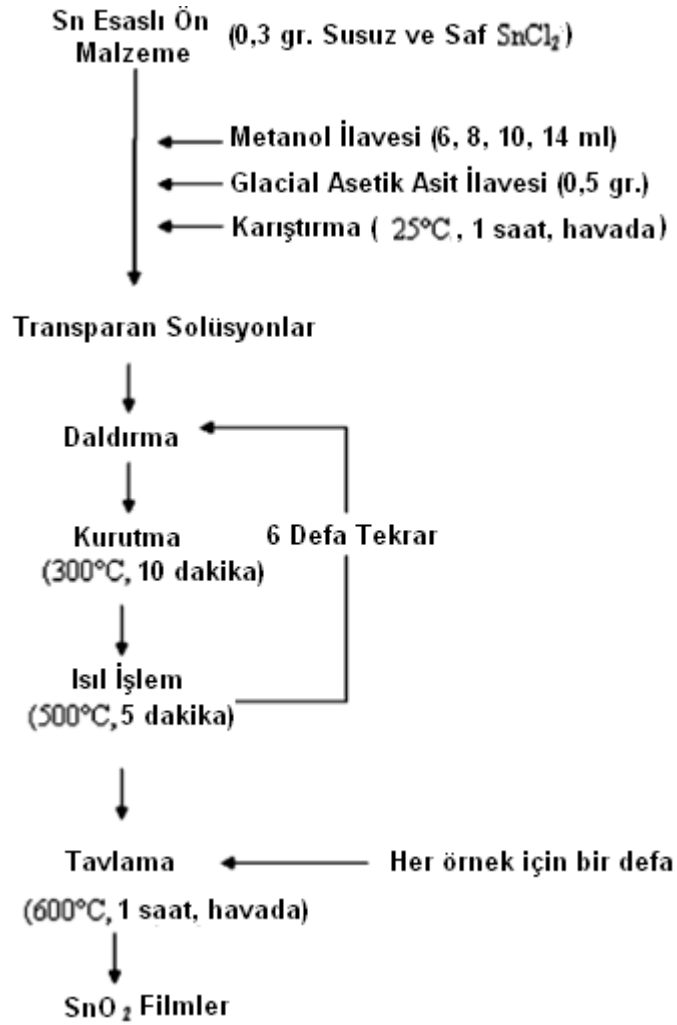 Sn Esaslı Ön
Malzeme
(0,3 gr. Susuz ve Saf SnCl₂)
Metanol İlavesi (6, 8, 10, 14 ml)
Glacial Asetik Asit İlavesi (0,5 gr.)
Karıştırma ( 25°C , 1 saat, havada)
Transparan Solüsyonlar
Daldırma
Kurutma
(300°C, 10 dakika)
6 Defa Tekrar
Isıl İşlem
(500°C, 5 dakika)
Tavlama
Her örnek için bir defa
(600°C, 1 saat, havada)
SnO₂ Filmler